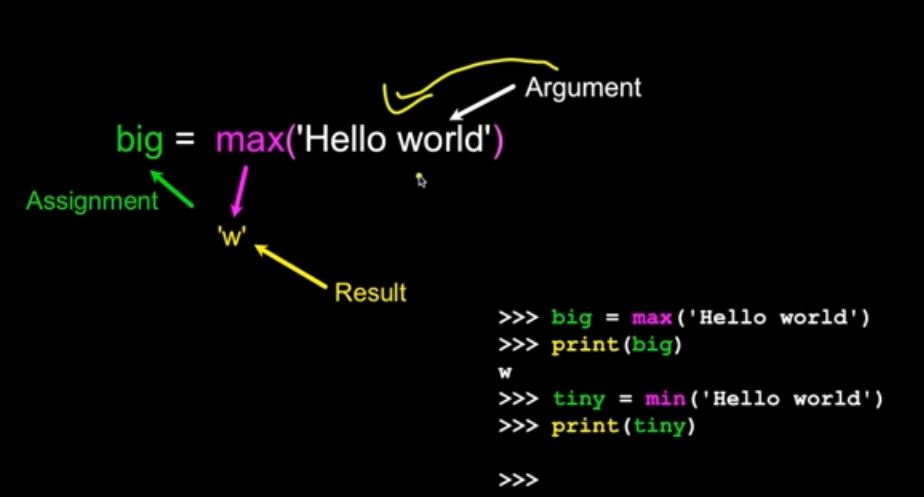 Argument
big = max('Hello world')
Assignment
'w'
Result
>>> big = max('Hello world')
>>> print(big)
w
>>> tiny = min('Hello world')
>>> print(tiny)
>>>